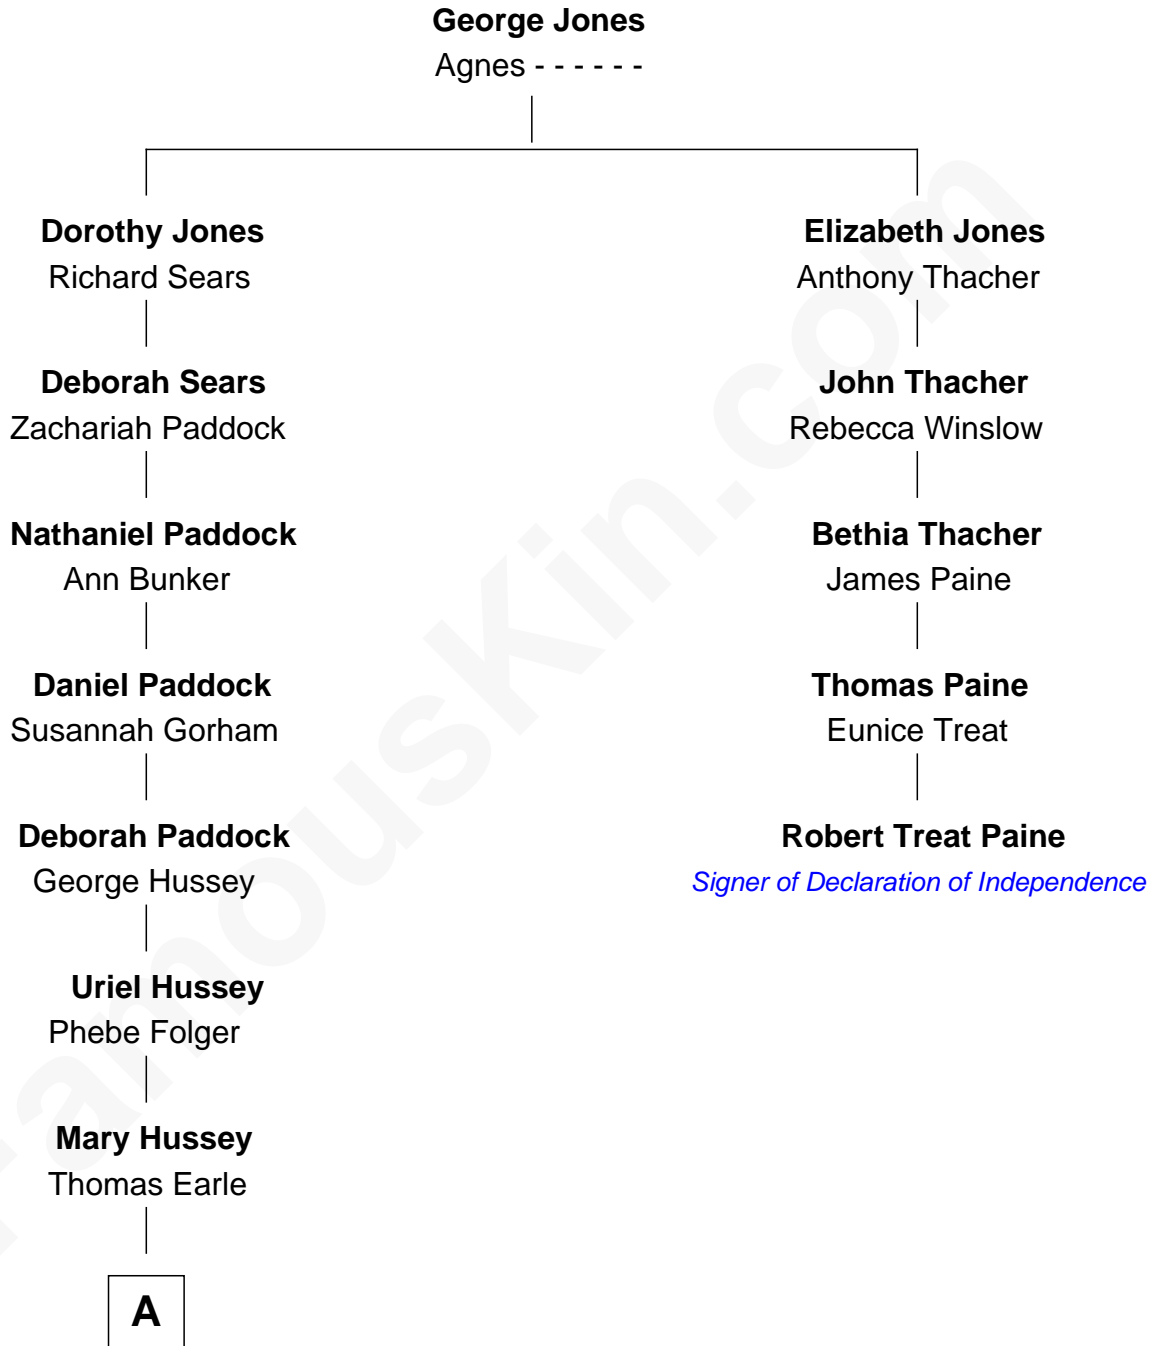 George Jones
Agnes - - - - - -
Dorothy Jones
Richard Sears
Elizabeth Jones
Anthony Thacher
Deborah Sears
Zachariah Paddock
John Thacher
Rebecca Winslow
Nathaniel Paddock
Ann Bunker
Bethia Thacher
James Paine
Daniel Paddock
Susannah Gorham
Thomas Paine
Eunice Treat
Deborah Paddock
George Hussey
Robert Treat Paine
Signer of Declaration of Independence
Uriel Hussey
Phebe Folger
Mary Hussey
Thomas Earle
A
FamousKin.com